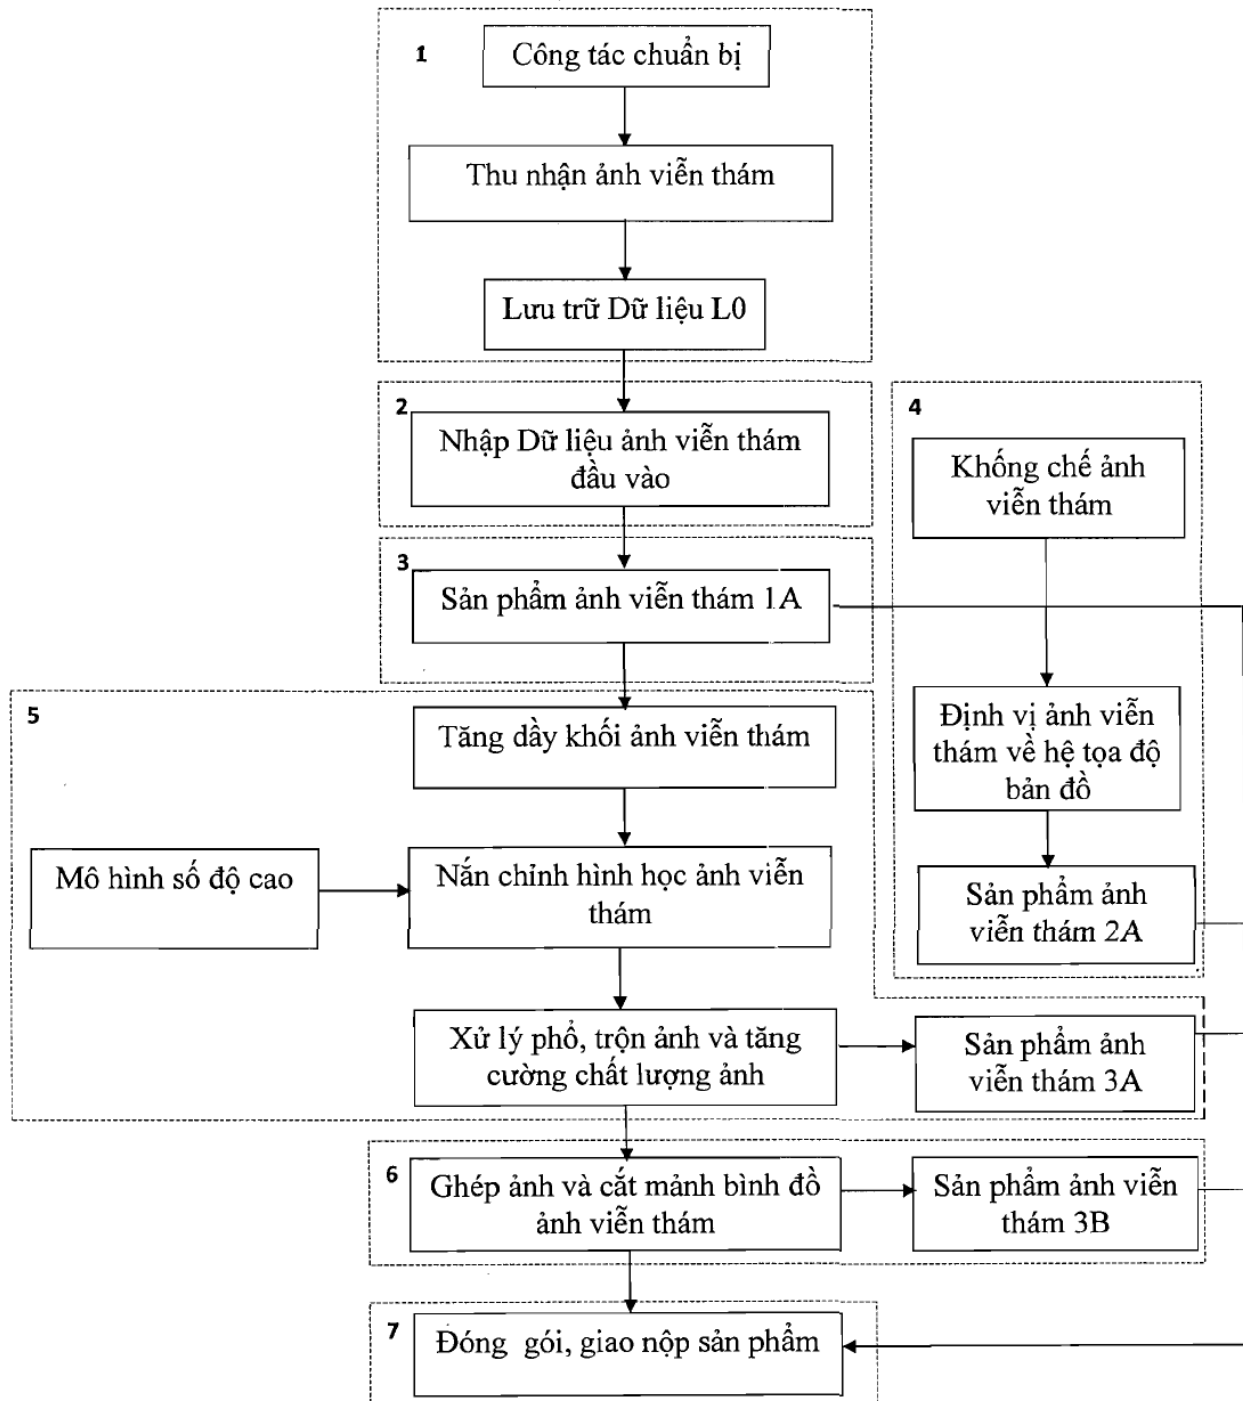 1
Công tác chuẩn bị
Thu nhận ảnh viễn thám
Lưu trữ Dữ liệu L0
2
Nhập Dữ liệu ảnh viễn thám
đầu vào
3
Sản phẩm ảnh viễn thám 1A
4
Khống chế ảnh
viễn thám
Định vị ảnh viễn
thám về hệ tọa độ
bản đồ
Sản phẩm ảnh
viễn thám 2A
5
Tăng dầy khối ảnh viễn thám
Mô hình số độ cao
Nắn chỉnh hình học ảnh viễn
thám
Xử lý phổ, trộn ảnh và tăng
cường chất lượng ảnh
Sản phẩm ảnh
viễn thám 3A
6
Ghép ảnh và cắt mảnh bình đồ
ảnh viễn thám
Sản phẩm ảnh viễn
thám 3B
7
Đóng gói, giao nộp sản phẩm